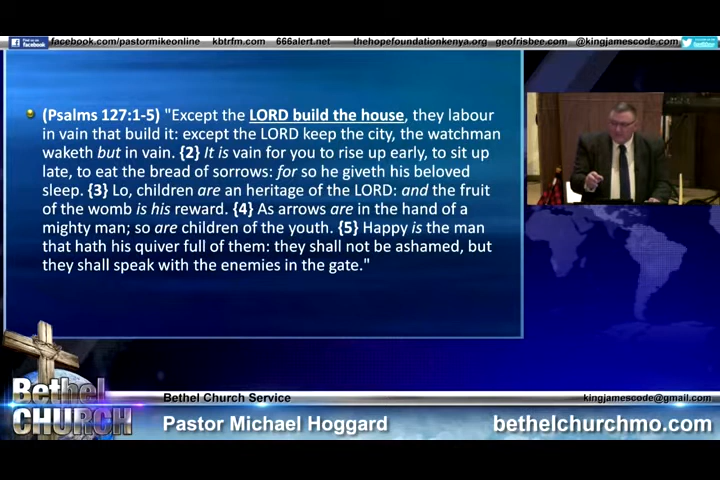 facebook.com/pastormikeonline kbtrfm.com 666alert.net thehopefoundationkenya.org geofrisbee.com @kingjamescode.com
(Psalms 127:1-5) "Except the LORD build the house, they labour
in vain that build it: except the LORD keep the city, the watchman
waketh but in vain. {2} It is vain for you to rise up early, to sit up
late, to eat the bread of sorrows: for so he giveth his beloved
sleep. {3} Lo, children are an heritage of the LORD: and the fruit
of the womb is his reward. {4} As arrows are in the hand of a
mighty man; so are children of the youth. {5} Happy is the man
that hath his quiver full of them: they shall not be ashamed, but
they shall speak with the enemies in the gate."
Bethel
CHURCH
Bethel Church Service kingjamescode@gmail.com
Pastor Michael Hoggard bethelchurchmo.com